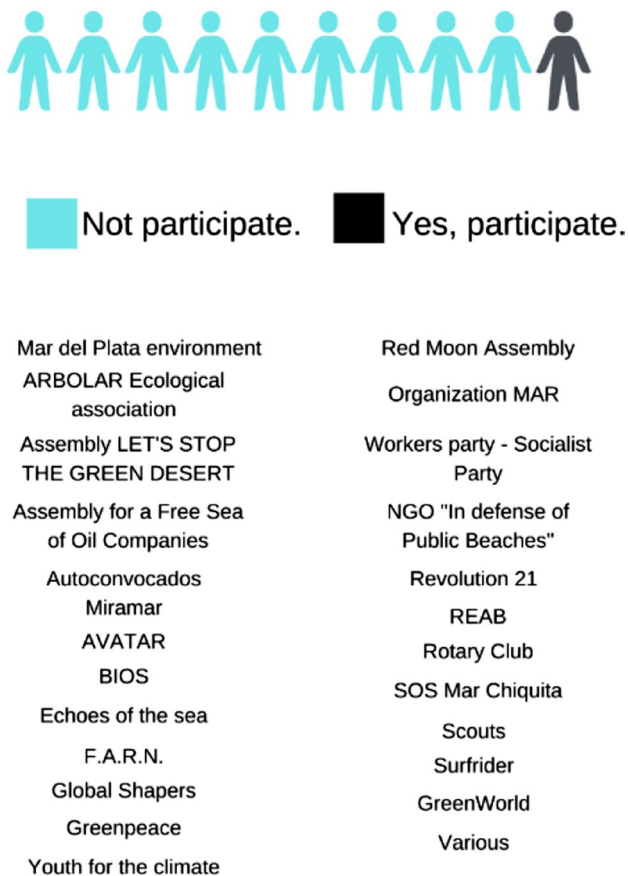 Not participate.
Yes, participate.
Mar del Plata environment
ARBOLAR Ecological
association
Assembly LET'S STOP
THE GREEN DESERT
Assembly for a Free Sea
of Oil Companies
Autoconvocados
Miramar
AVATAR
BIOS
Echoes of the sea
F.A.R.N.
Global Shapers
Greenpeace
Youth for the climate
Red Moon Assembly
Organization MAR
Workers party - Socialist
Party
NGO "In defense of
Public Beaches"
Revolution 21
REAB
Rotary Club
SOS Mar Chiquita
Scouts
Surfrider
GreenWorld
Various